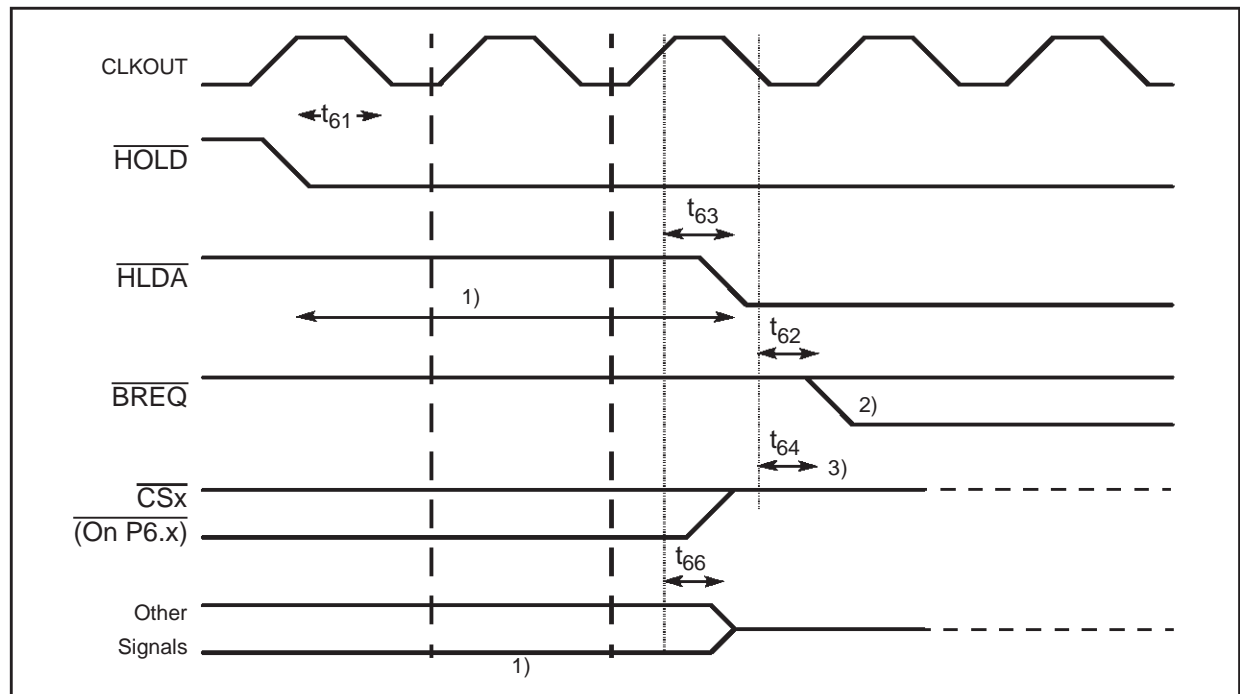 CLKOUT
t61
HOLD
t63
HLDA
1)
t62
BREQ
2)
t64
3)
CSx
(On P6.x)
t66
Other
Signals
1)